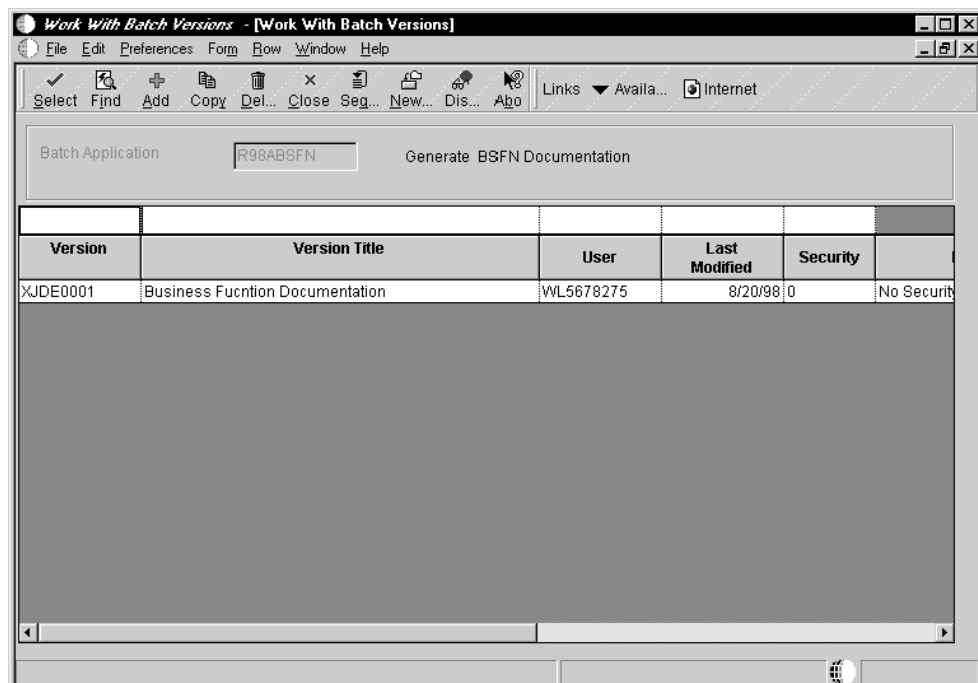 Work With Batch Versions - [Work With Batch Versions]
File Edit Preferences Form Row Window Help
Select Find Add Copy Del... Close Seq... New... Dis... Abo Links Availa... Internet
Batch Application R98ABSFN Generate BSFN Documentation
Version Version Title User Last Modified Security
XJDE0001 Business Fucntion Documentation WL5678275 8/20/98 0 No Security